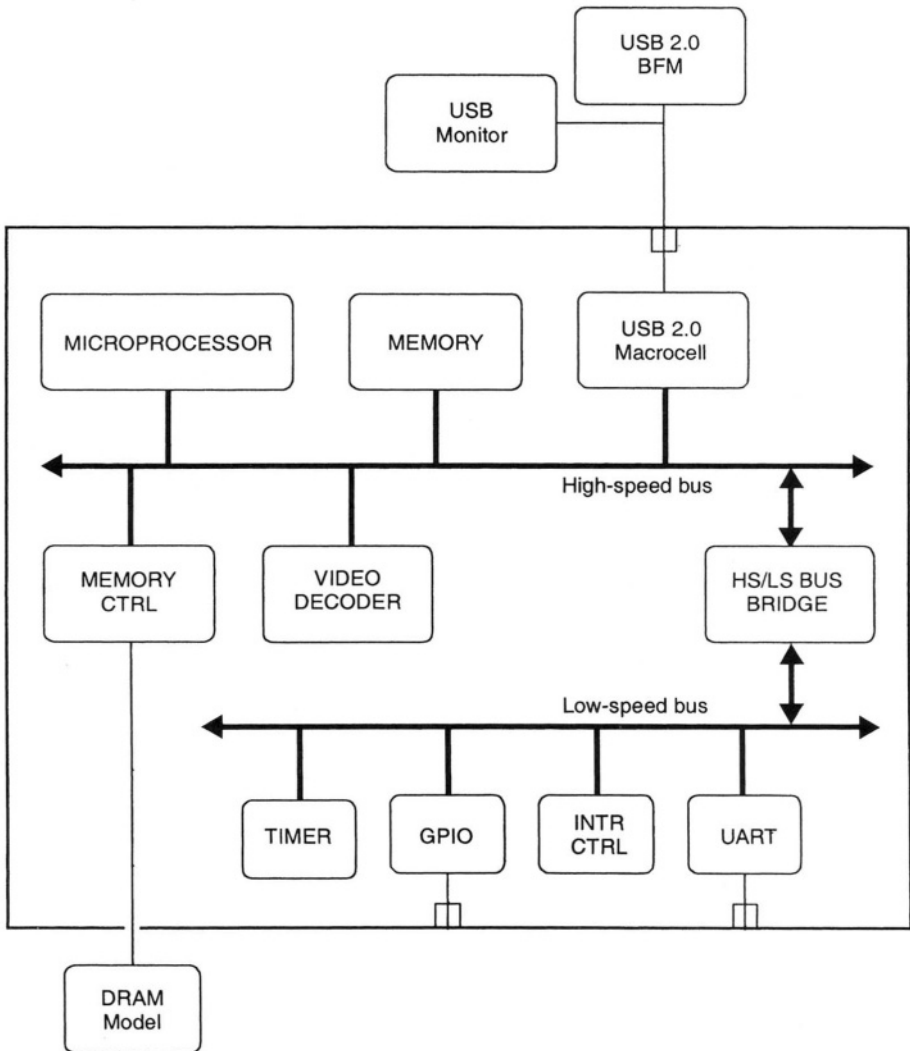 USB 2.0
BFM
USB
Monitor
MICROPROCESSOR
MEMORY
USB 2.0
Macrocell
High-speed bus
MEMORY
CTRL
VIDEO
DECODER
HS/LS BUS
BRIDGE
Low-speed bus
TIMER
GPIO
INTR
CTRL
UART
DRAM
Model